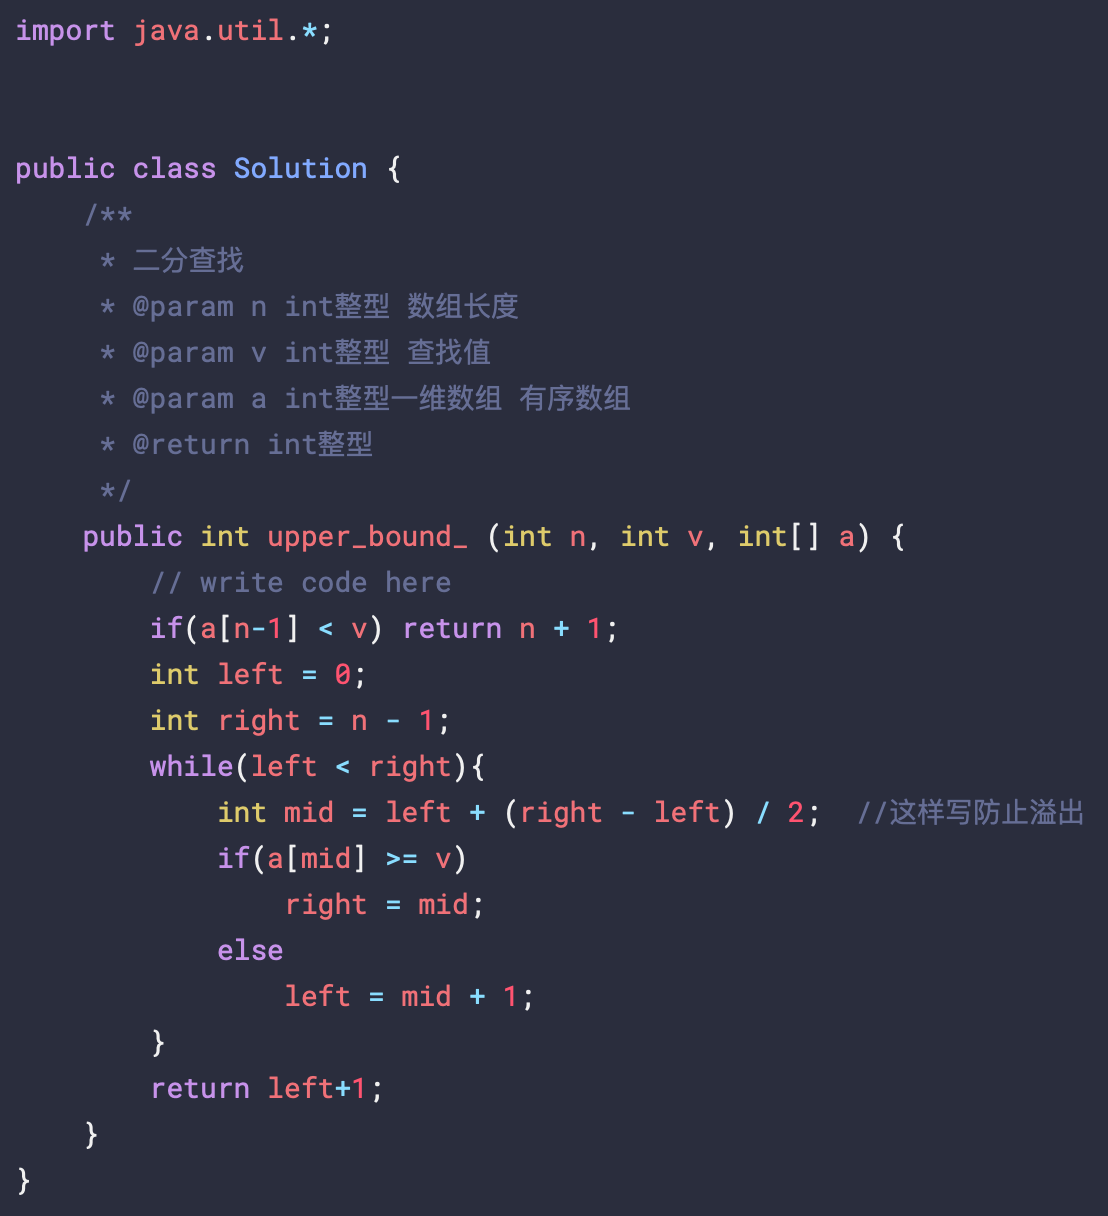 import java.util.*;
public class Solution {
    /**
     * 二分查找
     * @param n int整型 数组长度
     * @param v int整型 查找值
     * @param a int整型一维数组 有序数组
     * @return int整型
     */
    public int upper_bound_ (int n, int v, int[] a) {
        // write code here
        if(a[n-1] < v) return n + 1;
        int left = 0;
        int right = n - 1;
        while(left < right){
            int mid = left + (right - left) / 2;  //这样写防止溢出
            if(a[mid] >= v)
                right = mid;
            else
                left = mid + 1;
        }
        return left+1;
    }
}